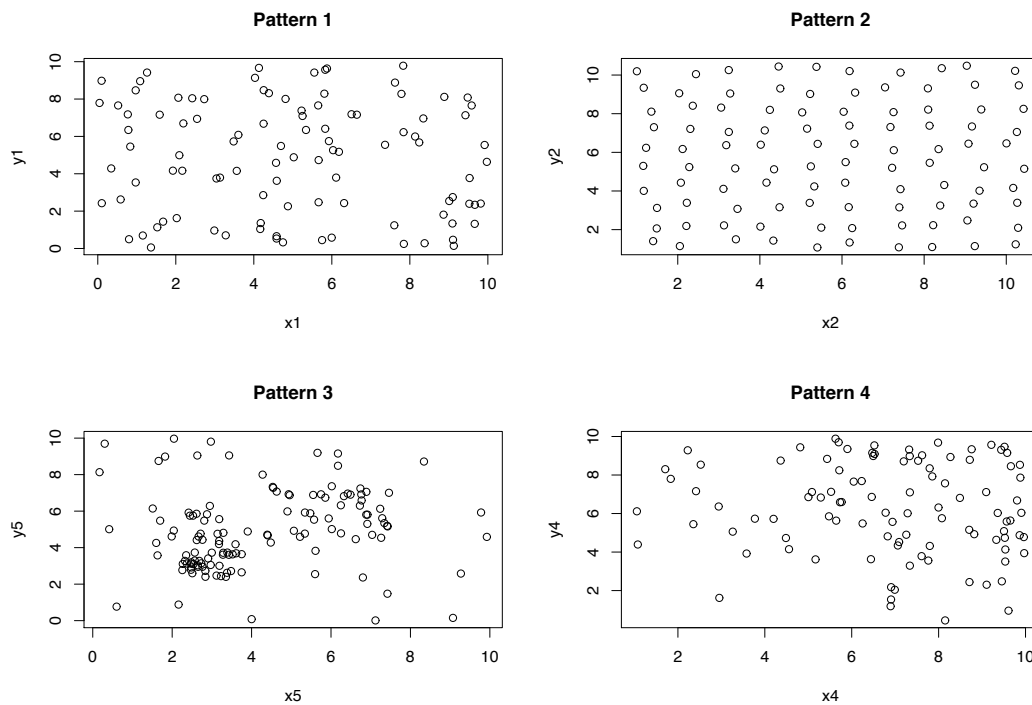 Pattern 1
y1
0 2 4 6 8 10
0 2 4 6 8 10
x1
Pattern 2
y2
2 4 6 8 10
2 4 6 8 10
x2
Pattern 3
y5
0 2 4 6 8 10
0 2 4 6 8 10
x5
Pattern 4
y4
2 4 6 8 10
2 4 6 8 10
x4